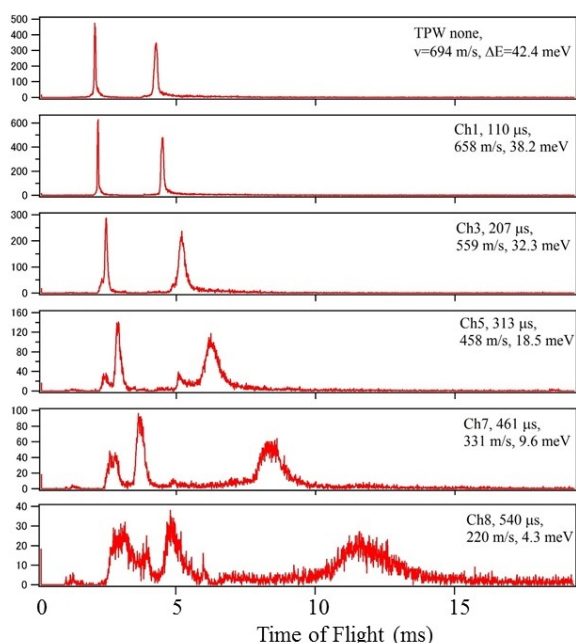 500
400
300
200
100
0
TPW none,
v=694 m/s, ΔE=42.4 meV
600
400
200
0
Ch1, 110 μs,
658 m/s, 38.2 meV
300
200
100
0
Ch3, 207 μs,
559 m/s, 32.3 meV
160
120
80
40
0
Ch5, 313 μs,
458 m/s, 18.5 meV
100
80
60
40
20
0
Ch7, 461 μs,
331 m/s, 9.6 meV
40
30
20
10
0
Ch8, 540 μs,
220 m/s, 4.3 meV
0 5 10 15
Time of Flight (ms)